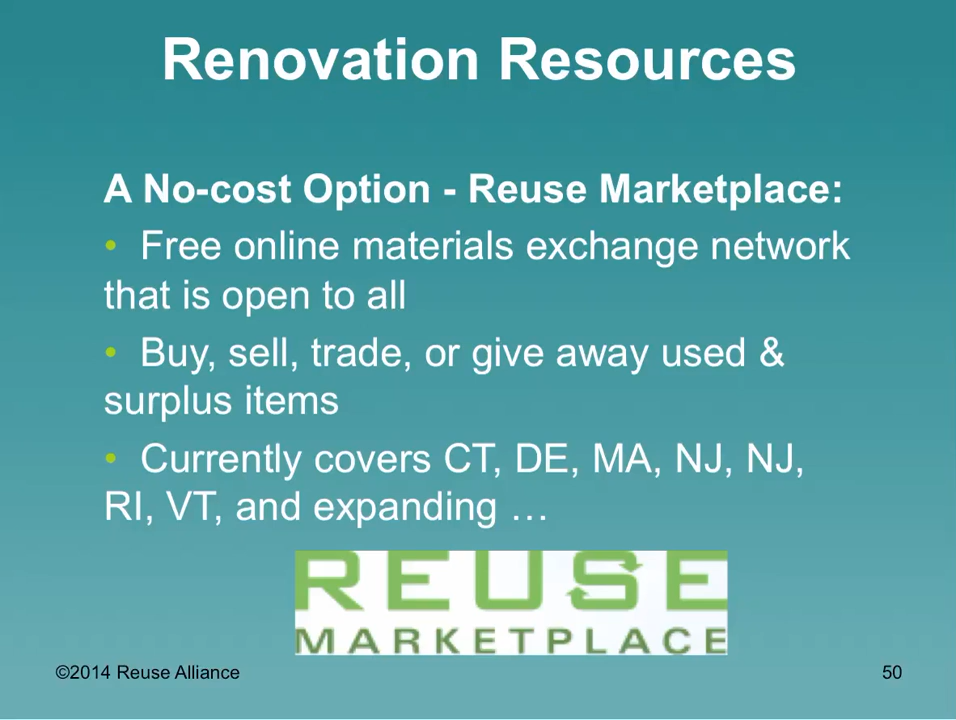 Renovation Resources
A No-cost Option - Reuse Marketplace:
• Free online materials exchange network
that is open to all
• Buy, sell, trade, or give away used &
surplus items
• Currently covers CT, DE, MA, NJ, NJ,
RI, VT, and expanding …
REUSE
MARKETPLACE
©2014 Reuse Alliance
50